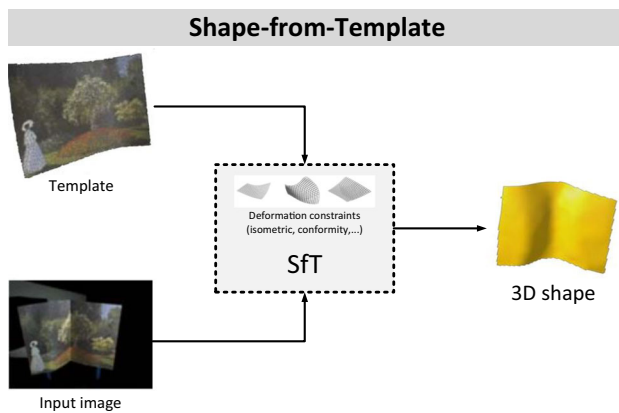 Shape-from-Template
Template
Deformation constraints
(isometric, conformity,...)
SfT
3D shape
Input image